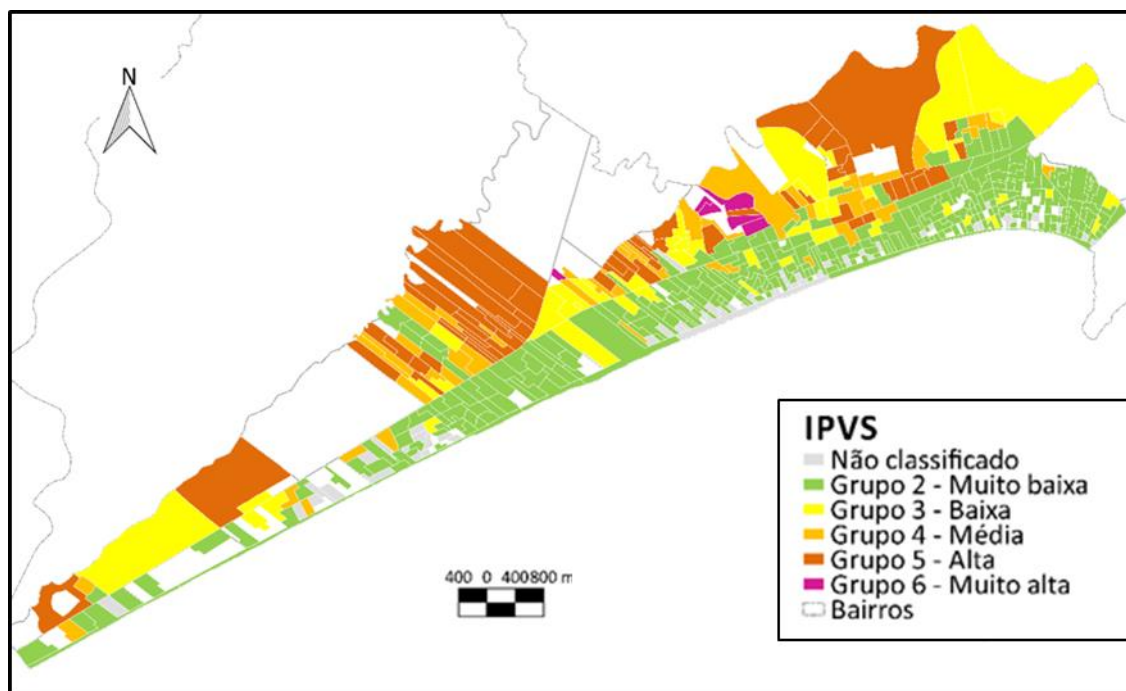 N
400 0 400800 m
IPVS
Não classificado
Grupo 2 - Muito baixa
Grupo 3 - Baixa
Grupo 4 - Média
Grupo 5 - Alta
Grupo 6 - Muito alta
Bairros